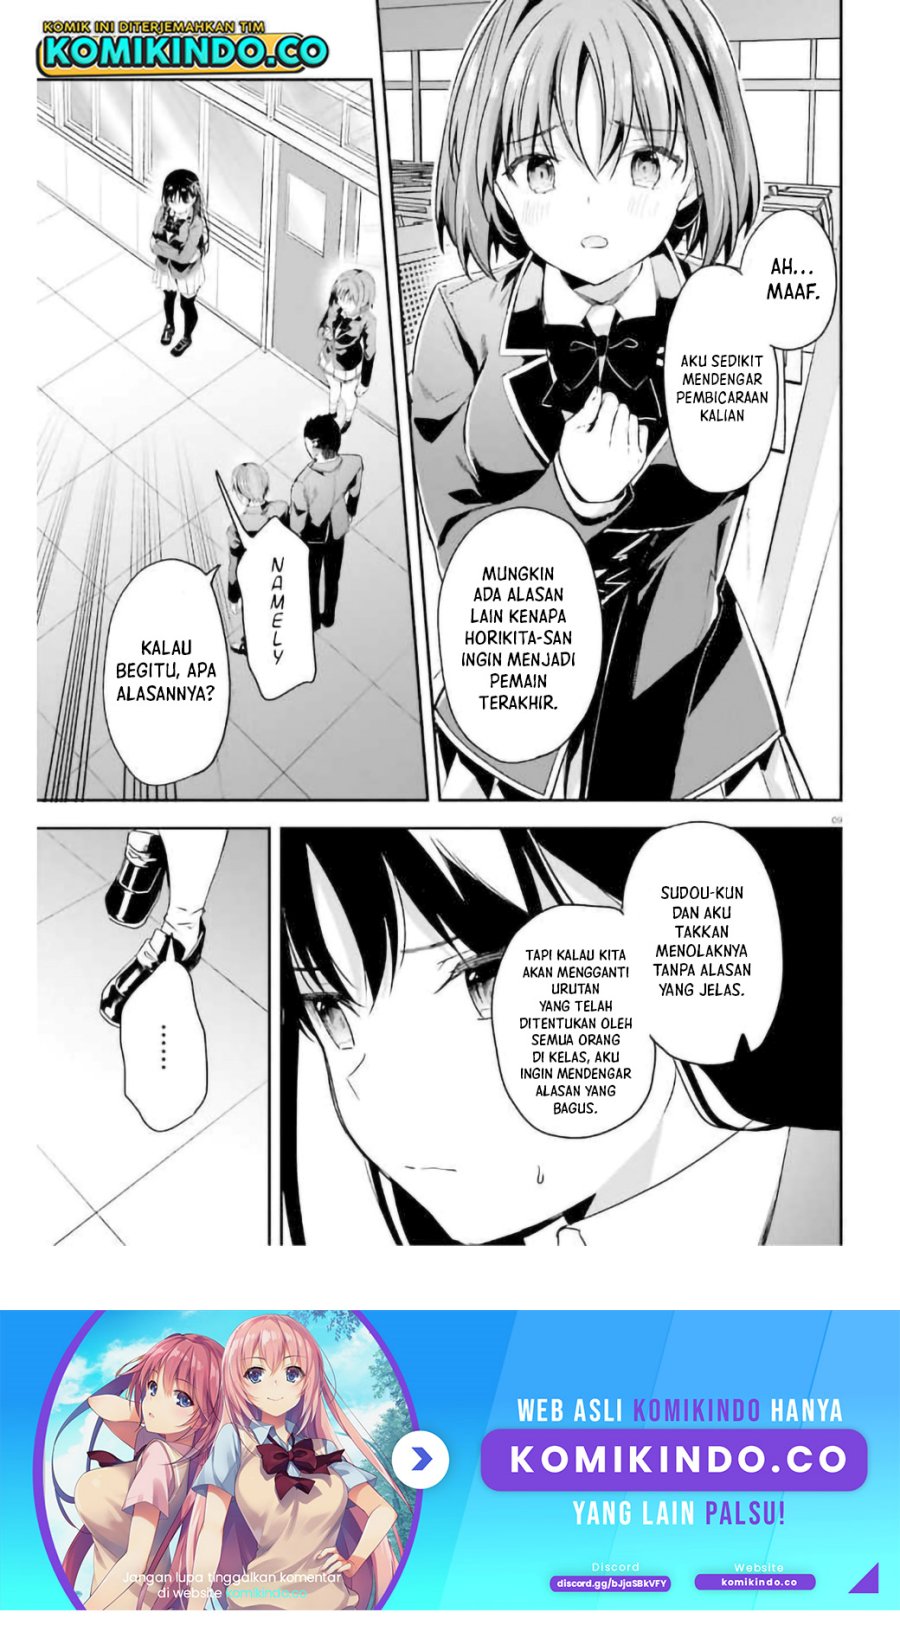 KOMIK INI DITERJEMAHKAN TIM
KOMIKINDO.CO
AH...
MAAF.
AKU SEDIKIT
MENDENGAR
PEMBICARAAN
KALIAN
MUNGKIN
ADA ALASAN
LAIN KENAPA
HORIKITA-SAN
INGIN MENJADI
PEMAIN
TERAKHIR.
NAMELY
KALAU
BEGITU, APA
ALASANNYA?
09
SUDOU-KUN
DAN AKU
TAKKAN
MENOLAKNYA
TANPA ALASAN
YANG JELAS.
TAPI KALAU KITA
AKAN MENGGANTI
URUTAN
YANG TELAH
DITENTUKAN OLEH
SEMUA ORANG
DI KELAS, AKU
INGIN MENDENGAR
ALASAN YANG
BAGUS.
......
WEB ASLI KOMIKINDO HANYA
KOMIKINDO.CO
YANG LAIN PALSU!
Jangan lupa tinggalkan komentar
di website komikindo.co
Discord
discord.gg/bJjaSBkVFY
Website
komikindo.co